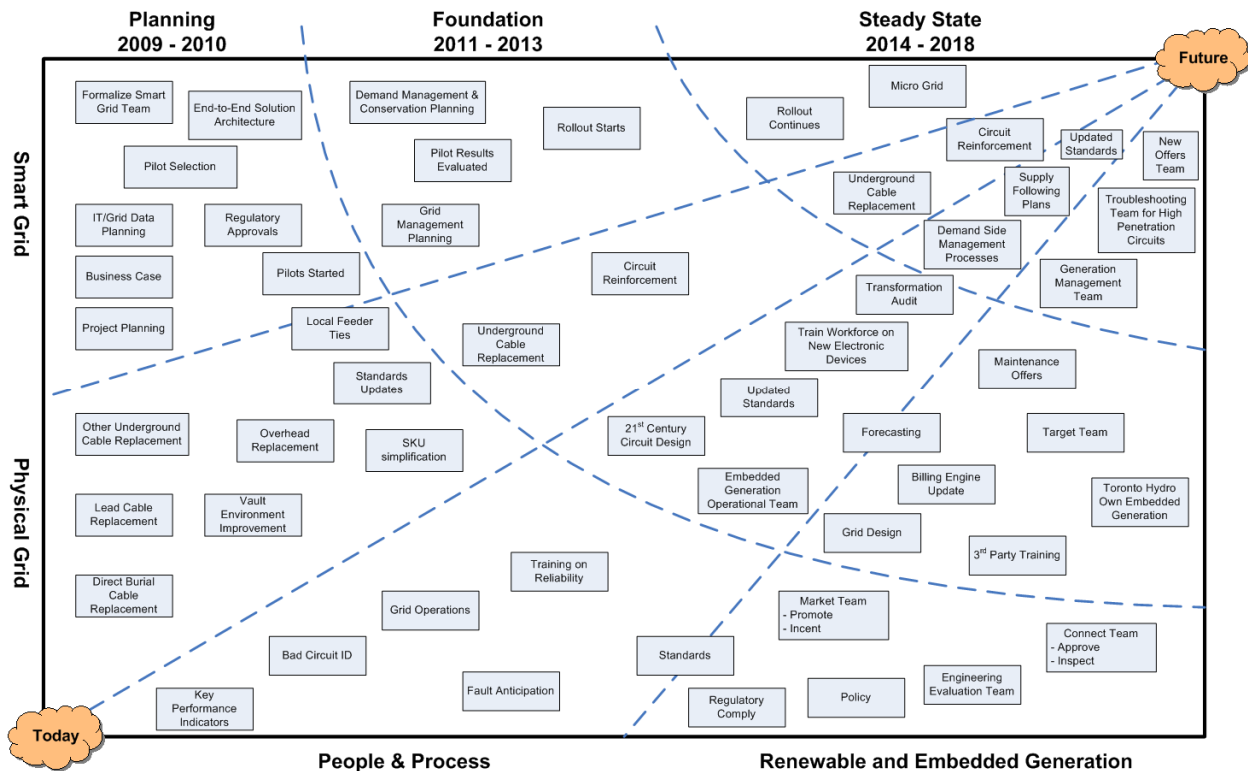 Planning
2009 - 2010
Foundation
2011 - 2013
Steady State
2014 - 2018
Future
Smart Grid
Physical Grid
Formalize Smart
Grid Team
End-to-End Solution
Architecture
Pilot Selection
IT/Grid Data
Planning
Regulatory
Approvals
Business Case
Pilots Started
Project Planning
Local Feeder
Ties
Demand Management &
Conservation Planning
Rollout Starts
Pilot Results
Evaluated
Grid
Management
Planning
Circuit
Reinforcement
Underground
Cable
Replacement
Standards
Updates
Micro Grid
Rollout
Continues
Circuit
Reinforcement
Updated
Standards
New
Offers
Team
Underground
Cable
Replacement
Supply
Following
Plans
Troubleshooting
Team for High
Penetration
Circuits
Demand Side
Management
Processes
Generation
Management
Team
Transformation
Audit
Train Workforce on
New Electronic
Devices
Maintenance
Offers
Updated
Standards
Other Underground
Cable Replacement
Overhead
Replacement
SKU
simplification
21st Century
Circuit Design
Forecasting
Target Team
Embedded
Generation
Operational Team
Billing Engine
Update
Toronto Hydro
Own Embedded
Generation
Lead Cable
Replacement
Vault
Environment
Improvement
Grid Design
3rd Party Training
Direct Burial
Cable
Replacement
Training on
Reliability
Grid Operations
Market Team
- Promote
- Incent
Bad Circuit ID
Standards
Connect Team
- Approve
- Inspect
Key
Performance
Indicators
Fault Anticipation
Regulatory
Comply
Policy
Engineering
Evaluation Team
Today
People & Process
Renewable and Embedded Generation